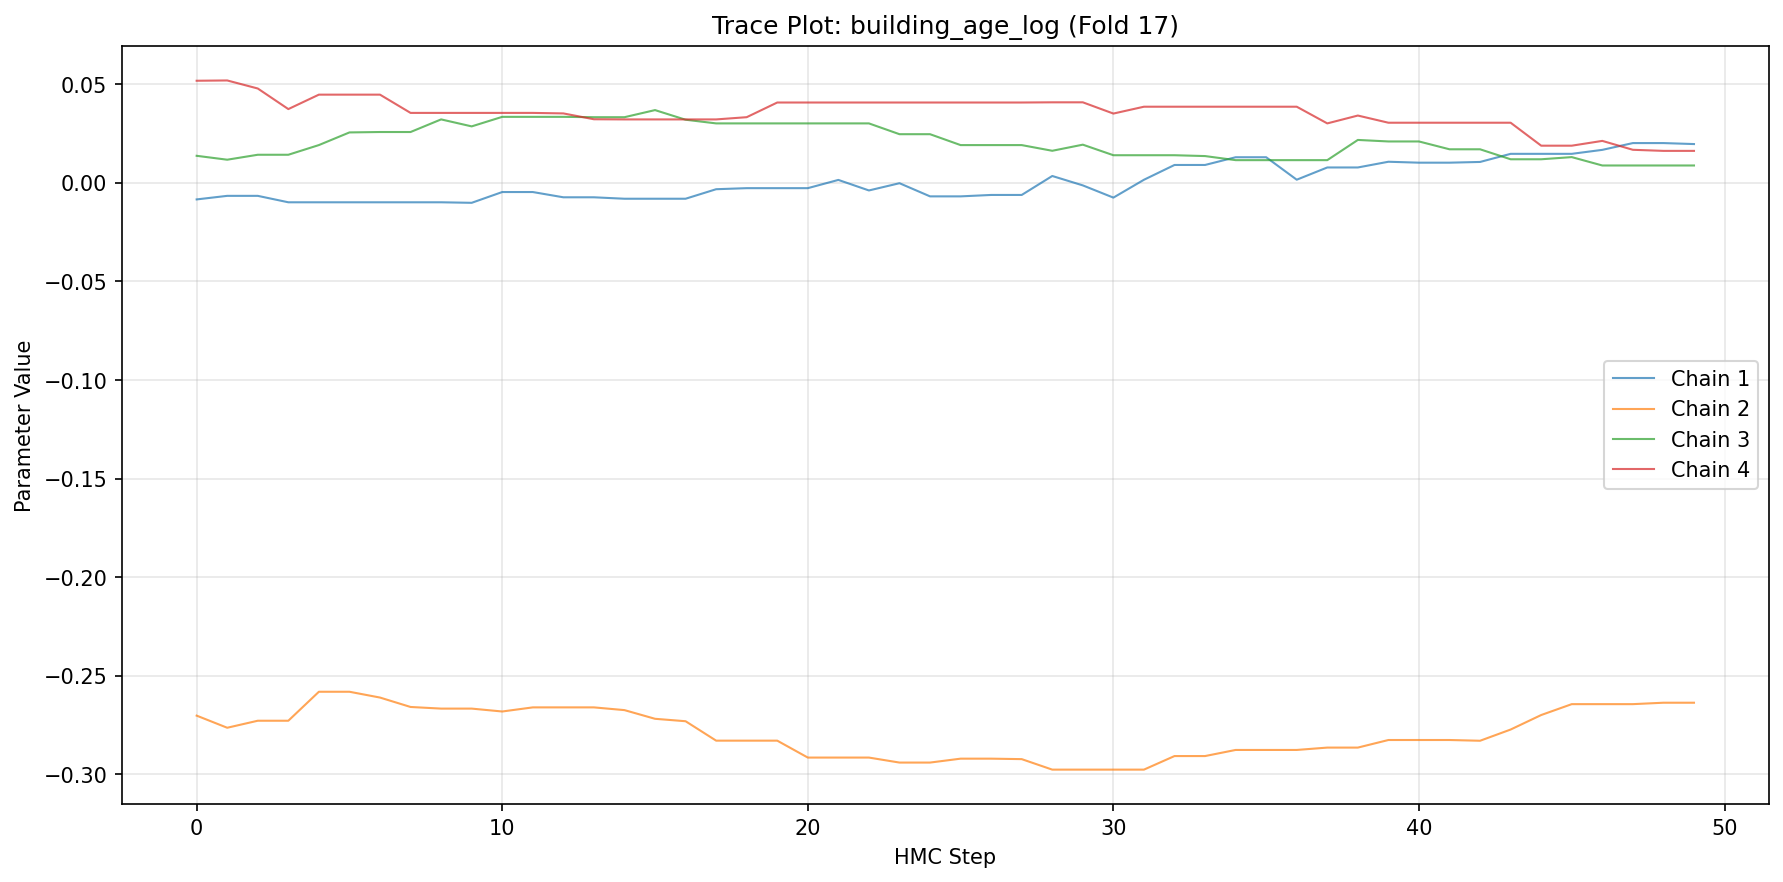 Trace Plot: building_age_log (Fold 17)
Parameter Value
0.05
0.00
−0.05
−0.10
−0.15
−0.20
−0.25
−0.30
Chain 1
Chain 2
Chain 3
Chain 4
0 10 20 30 40 50
HMC Step